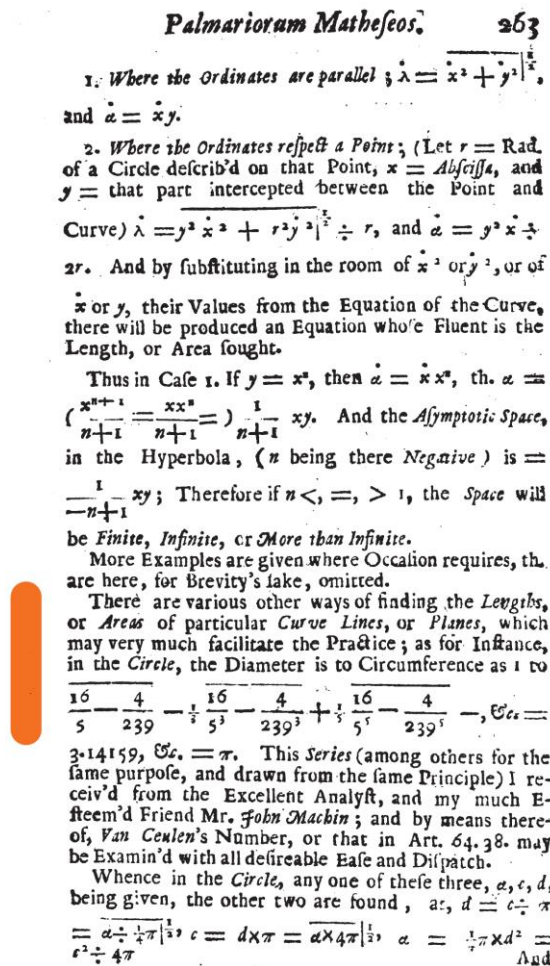 Palmariorum Matheſeos. 263
1. Where the Ordinates are parallel ; λ̇ = ẋ² + ẏ²|^½,
and α̇ = ẋy.
2. Where the Ordinates reſpect a Point ; (Let r = Rad.
of a Circle deſcrib'd on that Point, x = Abſciſſa, and
y = that part intercepted between the Point and
Curve) λ̇ = y²ẋ² + r²ẏ²|^½ ÷ r, and α̇ = y²ẋ ÷
2r. And by ſubſtituting in the room of ẋ² or ẏ², or of
ẋ or y, their Values from the Equation of the Curve,
there will be produced an Equation whoſe Fluent is the
Length, or Area ſought.
Thus in Caſe 1. If y = xⁿ, then α̇ = ẋxⁿ, th. α =
(xⁿ⁺¹/n+1 = xxⁿ/n+1 =) 1/n+1 xy. And the Aſymptotic Space,
in the Hyperbola, (n being there Negative) is =
1/−n+1 xy ; Therefore if n <, =, > 1, the Space will
be Finite, Infinite, or More than Infinite.
More Examples are given where Occaſion requires, th.
are here, for Brevity's ſake, omitted.
There are various other ways of finding the Lengths,
or Areas of particular Curve Lines, or Planes, which
may very much facilitate the Practice ; as for Inſtance,
in the Circle, the Diameter is to Circumference as 1 to
16/5 − 4/239 − ⅓ 16/5³ − 4/239³ + ⅕ 16/5⁵ − 4/239⁵ −, &c. =
3.14159, &c. = π. This Series (among others for the
ſame purpoſe, and drawn from the ſame Principle) I re-
ceiv'd from the Excellent Analyſt, and my much E-
ſteem'd Friend Mr. John Machin ; and by means there-
of, Van Ceulen's Number, or that in Art. 64. 38. may
be Examin'd with all deſireable Eaſe and Diſpatch.
Whence in the Circle, any one of theſe three, α, c, d,
being given, the other two are found, as, d = c ÷ π
= α ÷ ¼π|^½, c = d × π = α × 4π|^½, α = ¼π × d² =
c² ÷ 4π And